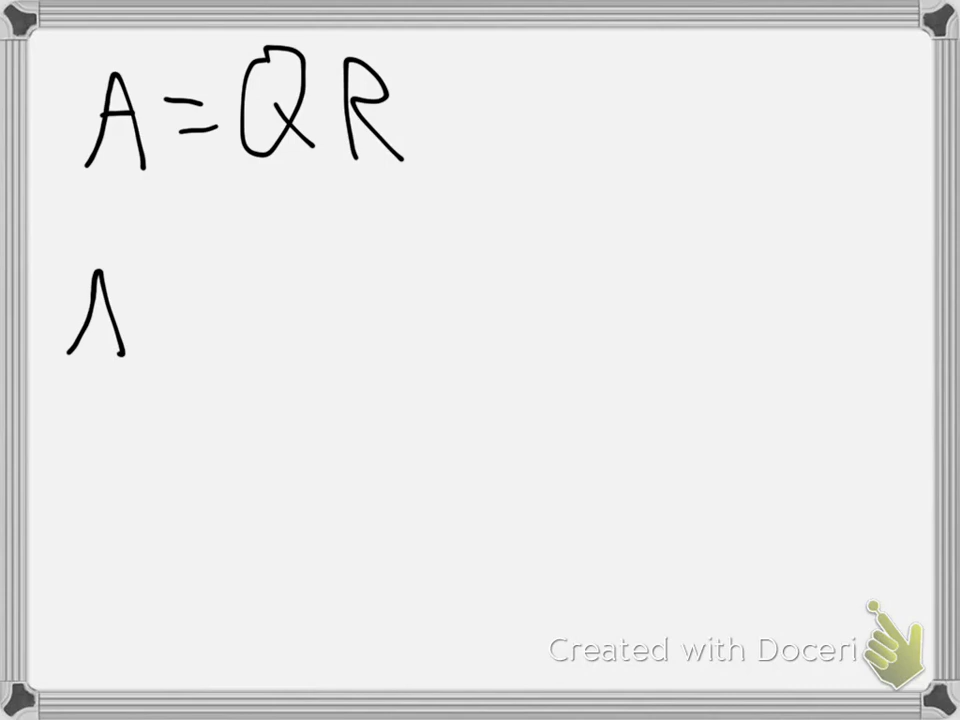 A = QR
Λ
Created with Doceri